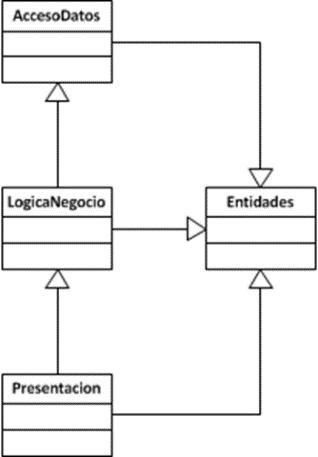 AccesoDatos
LogicaNegocio
Entidades
Presentacion